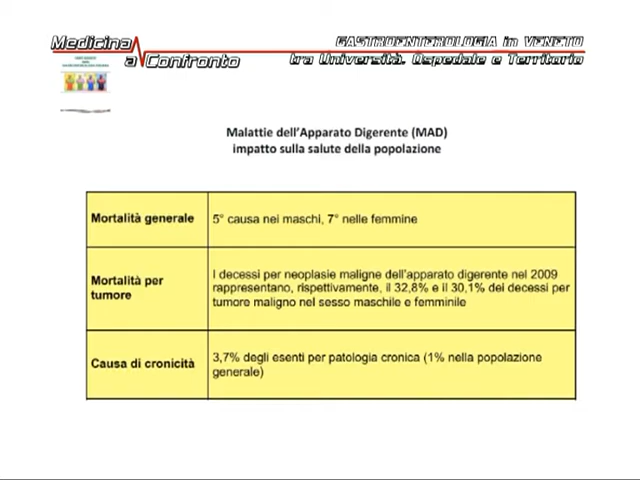 Medicina
a Confronto
GASTROENTEROLOGIA in VENETO
tra Università, Ospedale e Territorio
Malattie dell'Apparato Digerente (MAD)
impatto sulla salute della popolazione
Mortalità generale
5° causa nei maschi, 7° nelle femmine
Mortalità per
tumore
I decessi per neoplasie maligne dell'apparato digerente nel 2009
rappresentano, rispettivamente, il 32,8% e il 30,1% dei decessi per
tumore maligno nel sesso maschile e femminile
Causa di cronicità
3,7% degli esenti per patologia cronica (1% nella popolazione
generale)